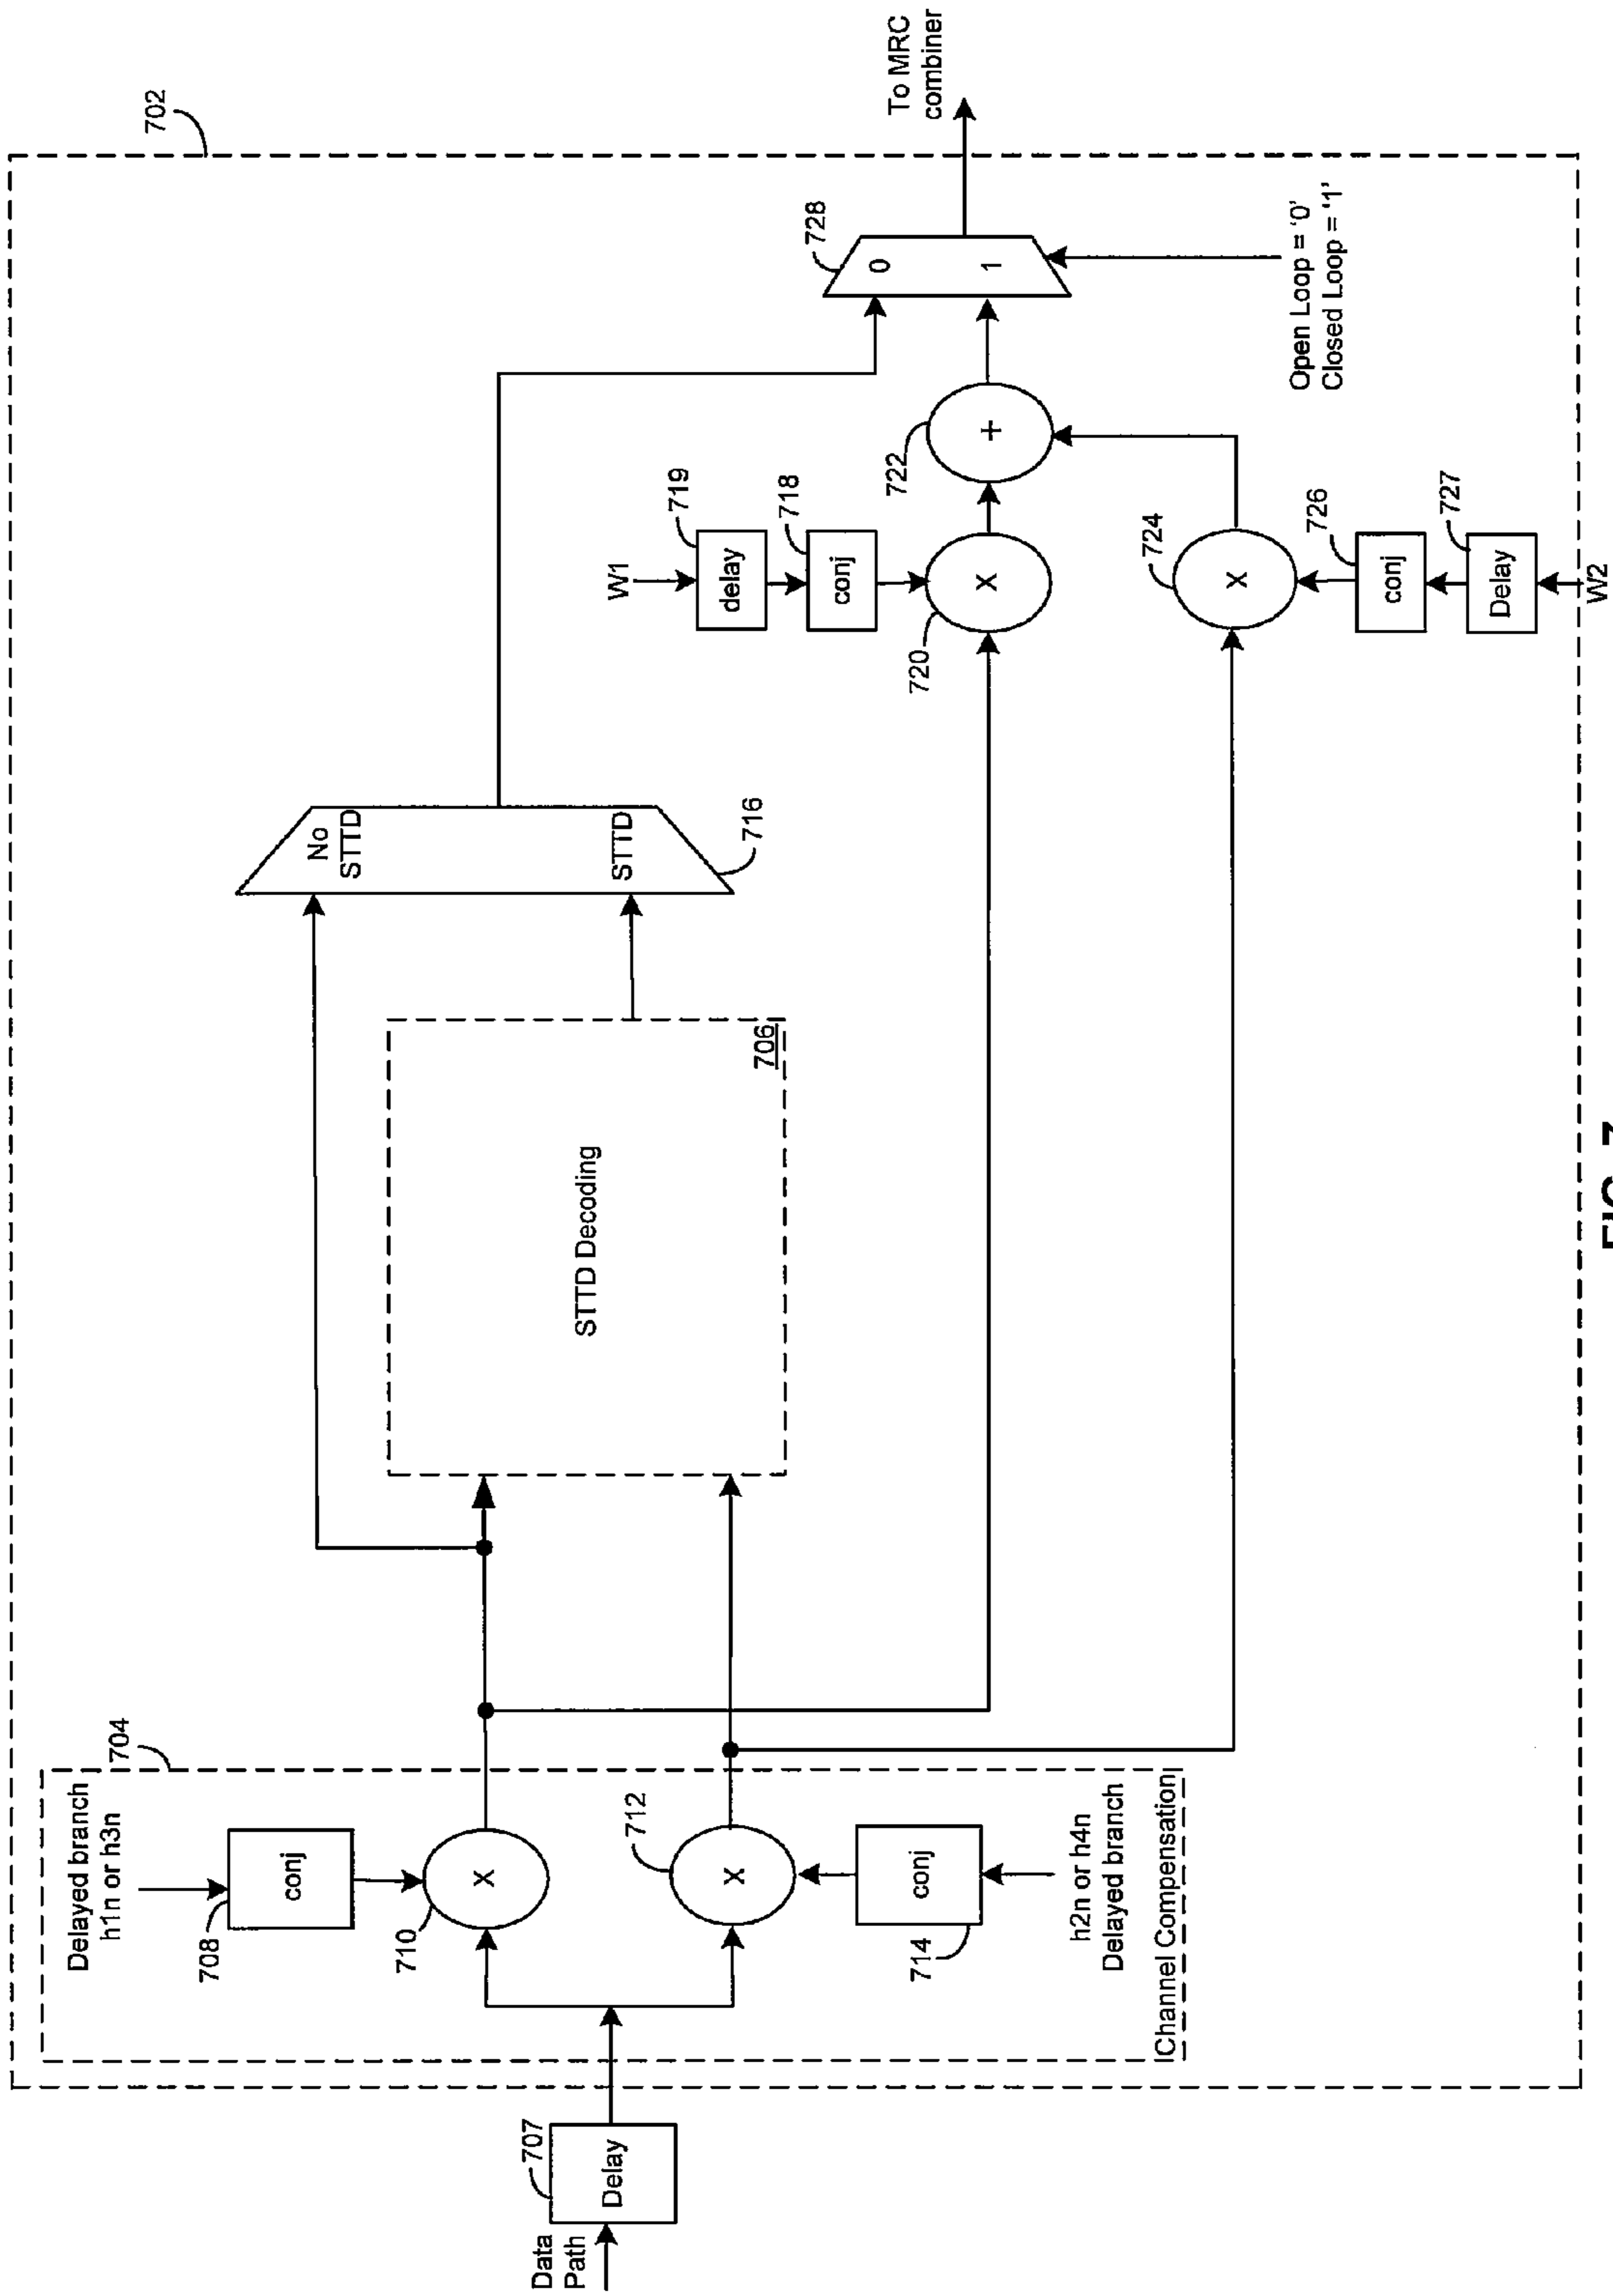 702
704
Delayed branch
h1n or h3n
708
conj
710
X
712
X
714
conj
h2n or h4n
Delayed branch
Channel Compensation
Data
Path
707
Delay
STTD Decoding
706
No
STTD
STTD
716
W1
719
delay
718
conj
720
X
722
+
724
X
726
conj
727
Delay
W2
728
0
1
Open Loop = '0'
Closed Loop = '1'
To MRC
combiner
FIG. 7